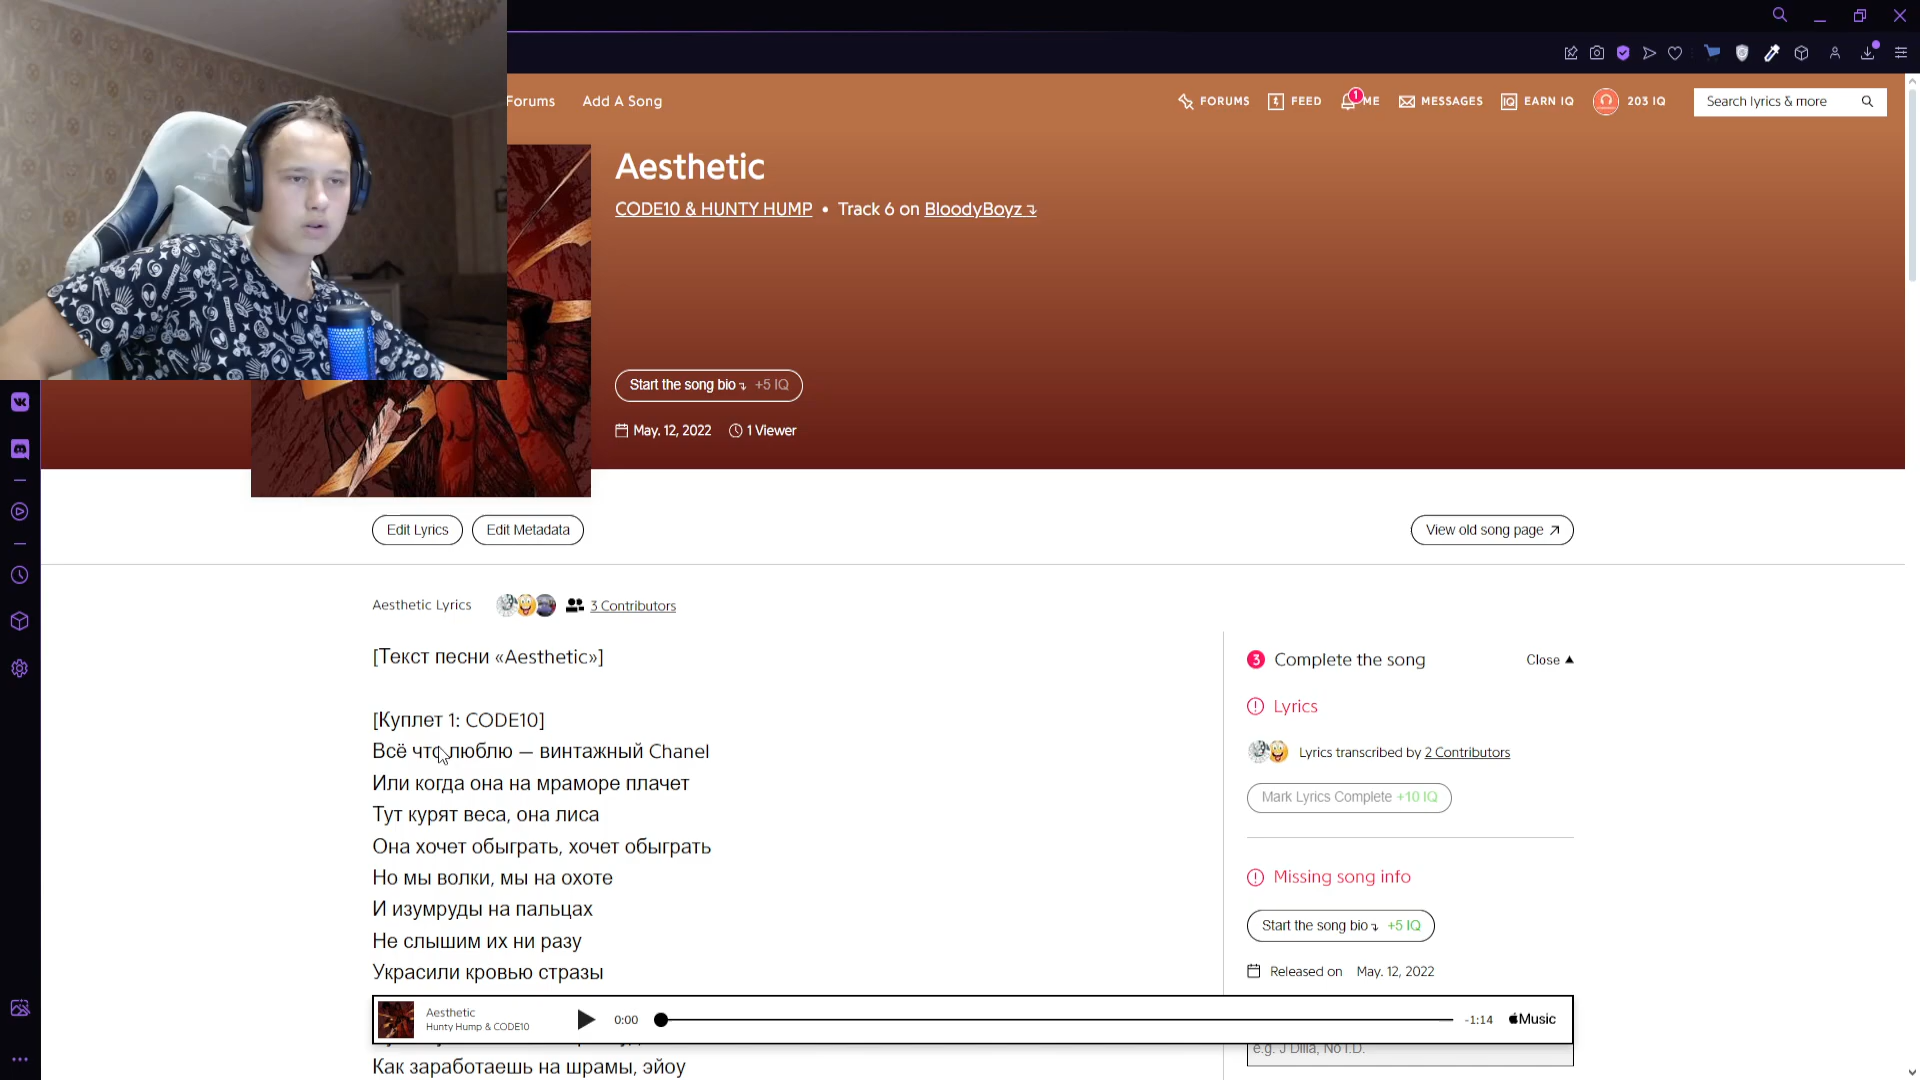 Forums
Add A Song
FORUMS
FEED
1
ME
MESSAGES
EARN IQ
203 IQ
Search lyrics & more
Aesthetic
CODE10 & HUNTY HUMP • Track 6 on BloodyBoyz
Start the song bio +5 IQ
May. 12, 2022
1 Viewer
Edit Lyrics
Edit Metadata
View old song page
Aesthetic Lyrics
3 Contributors
[Текст песни «Aesthetic»]
[Куплет 1: CODE10]
Всё что люблю — винтажный Chanel
Или когда она на мраморе плачет
Тут курят веса, она лиса
Она хочет обыграть, хочет обыграть
Но мы волки, мы на охоте
И изумруды на пальцах
Не слышим их ни разу
Украсили кровью стразы
Как заработаешь на шрамы, эйоу
3 Complete the song
Close
Lyrics
Lyrics transcribed by 2 Contributors
Mark Lyrics Complete +10 IQ
Missing song info
Start the song bio +5 IQ
Released on May. 12, 2022
e.g. J Dilla, No I.D.
Aesthetic
Hunty Hump & CODE10
0:00
-1:14
Music